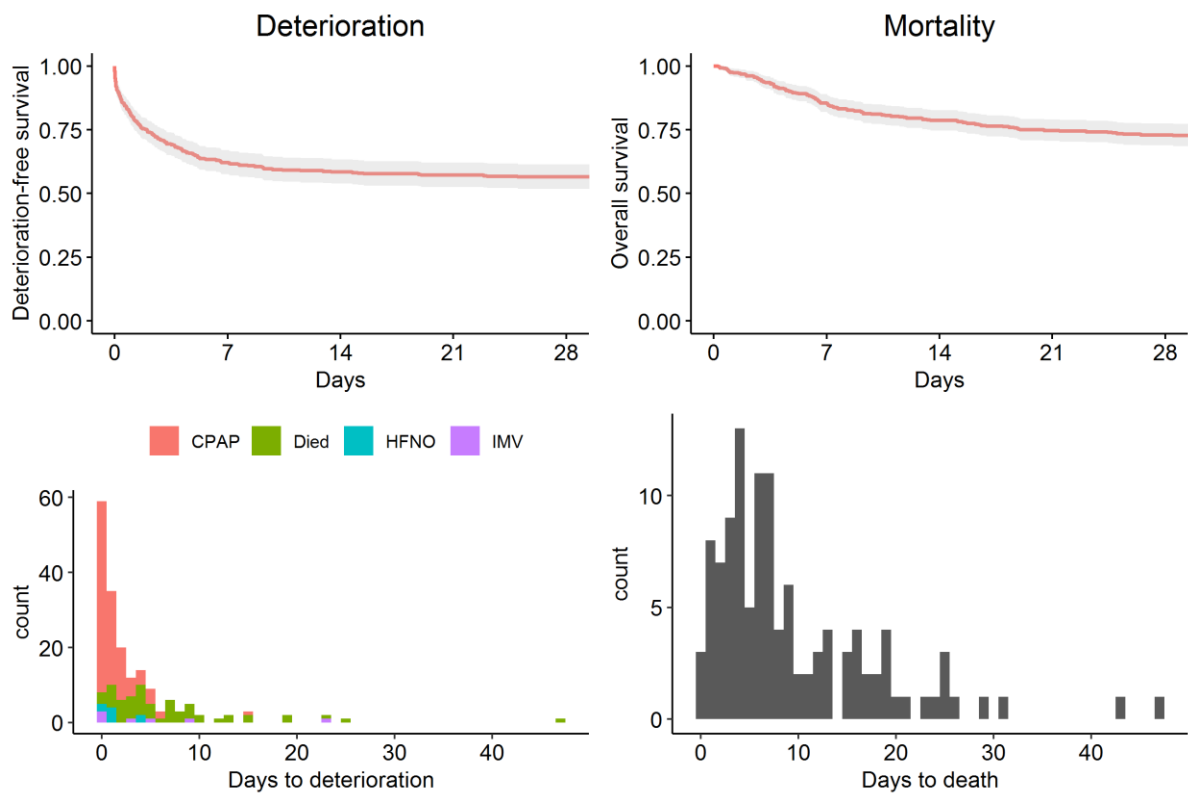 Deterioration
Deterioration-free survival
1.00
0.75
0.50
0.25
0.00
0 7 14 21 28
Days
Mortality
Overall survival
1.00
0.75
0.50
0.25
0.00
0 7 14 21 28
Days
CPAP Died HFNO IMV
count
60
40
20
0
0 10 20 30 40
Days to deterioration
count
10
5
0
0 10 20 30 40
Days to death